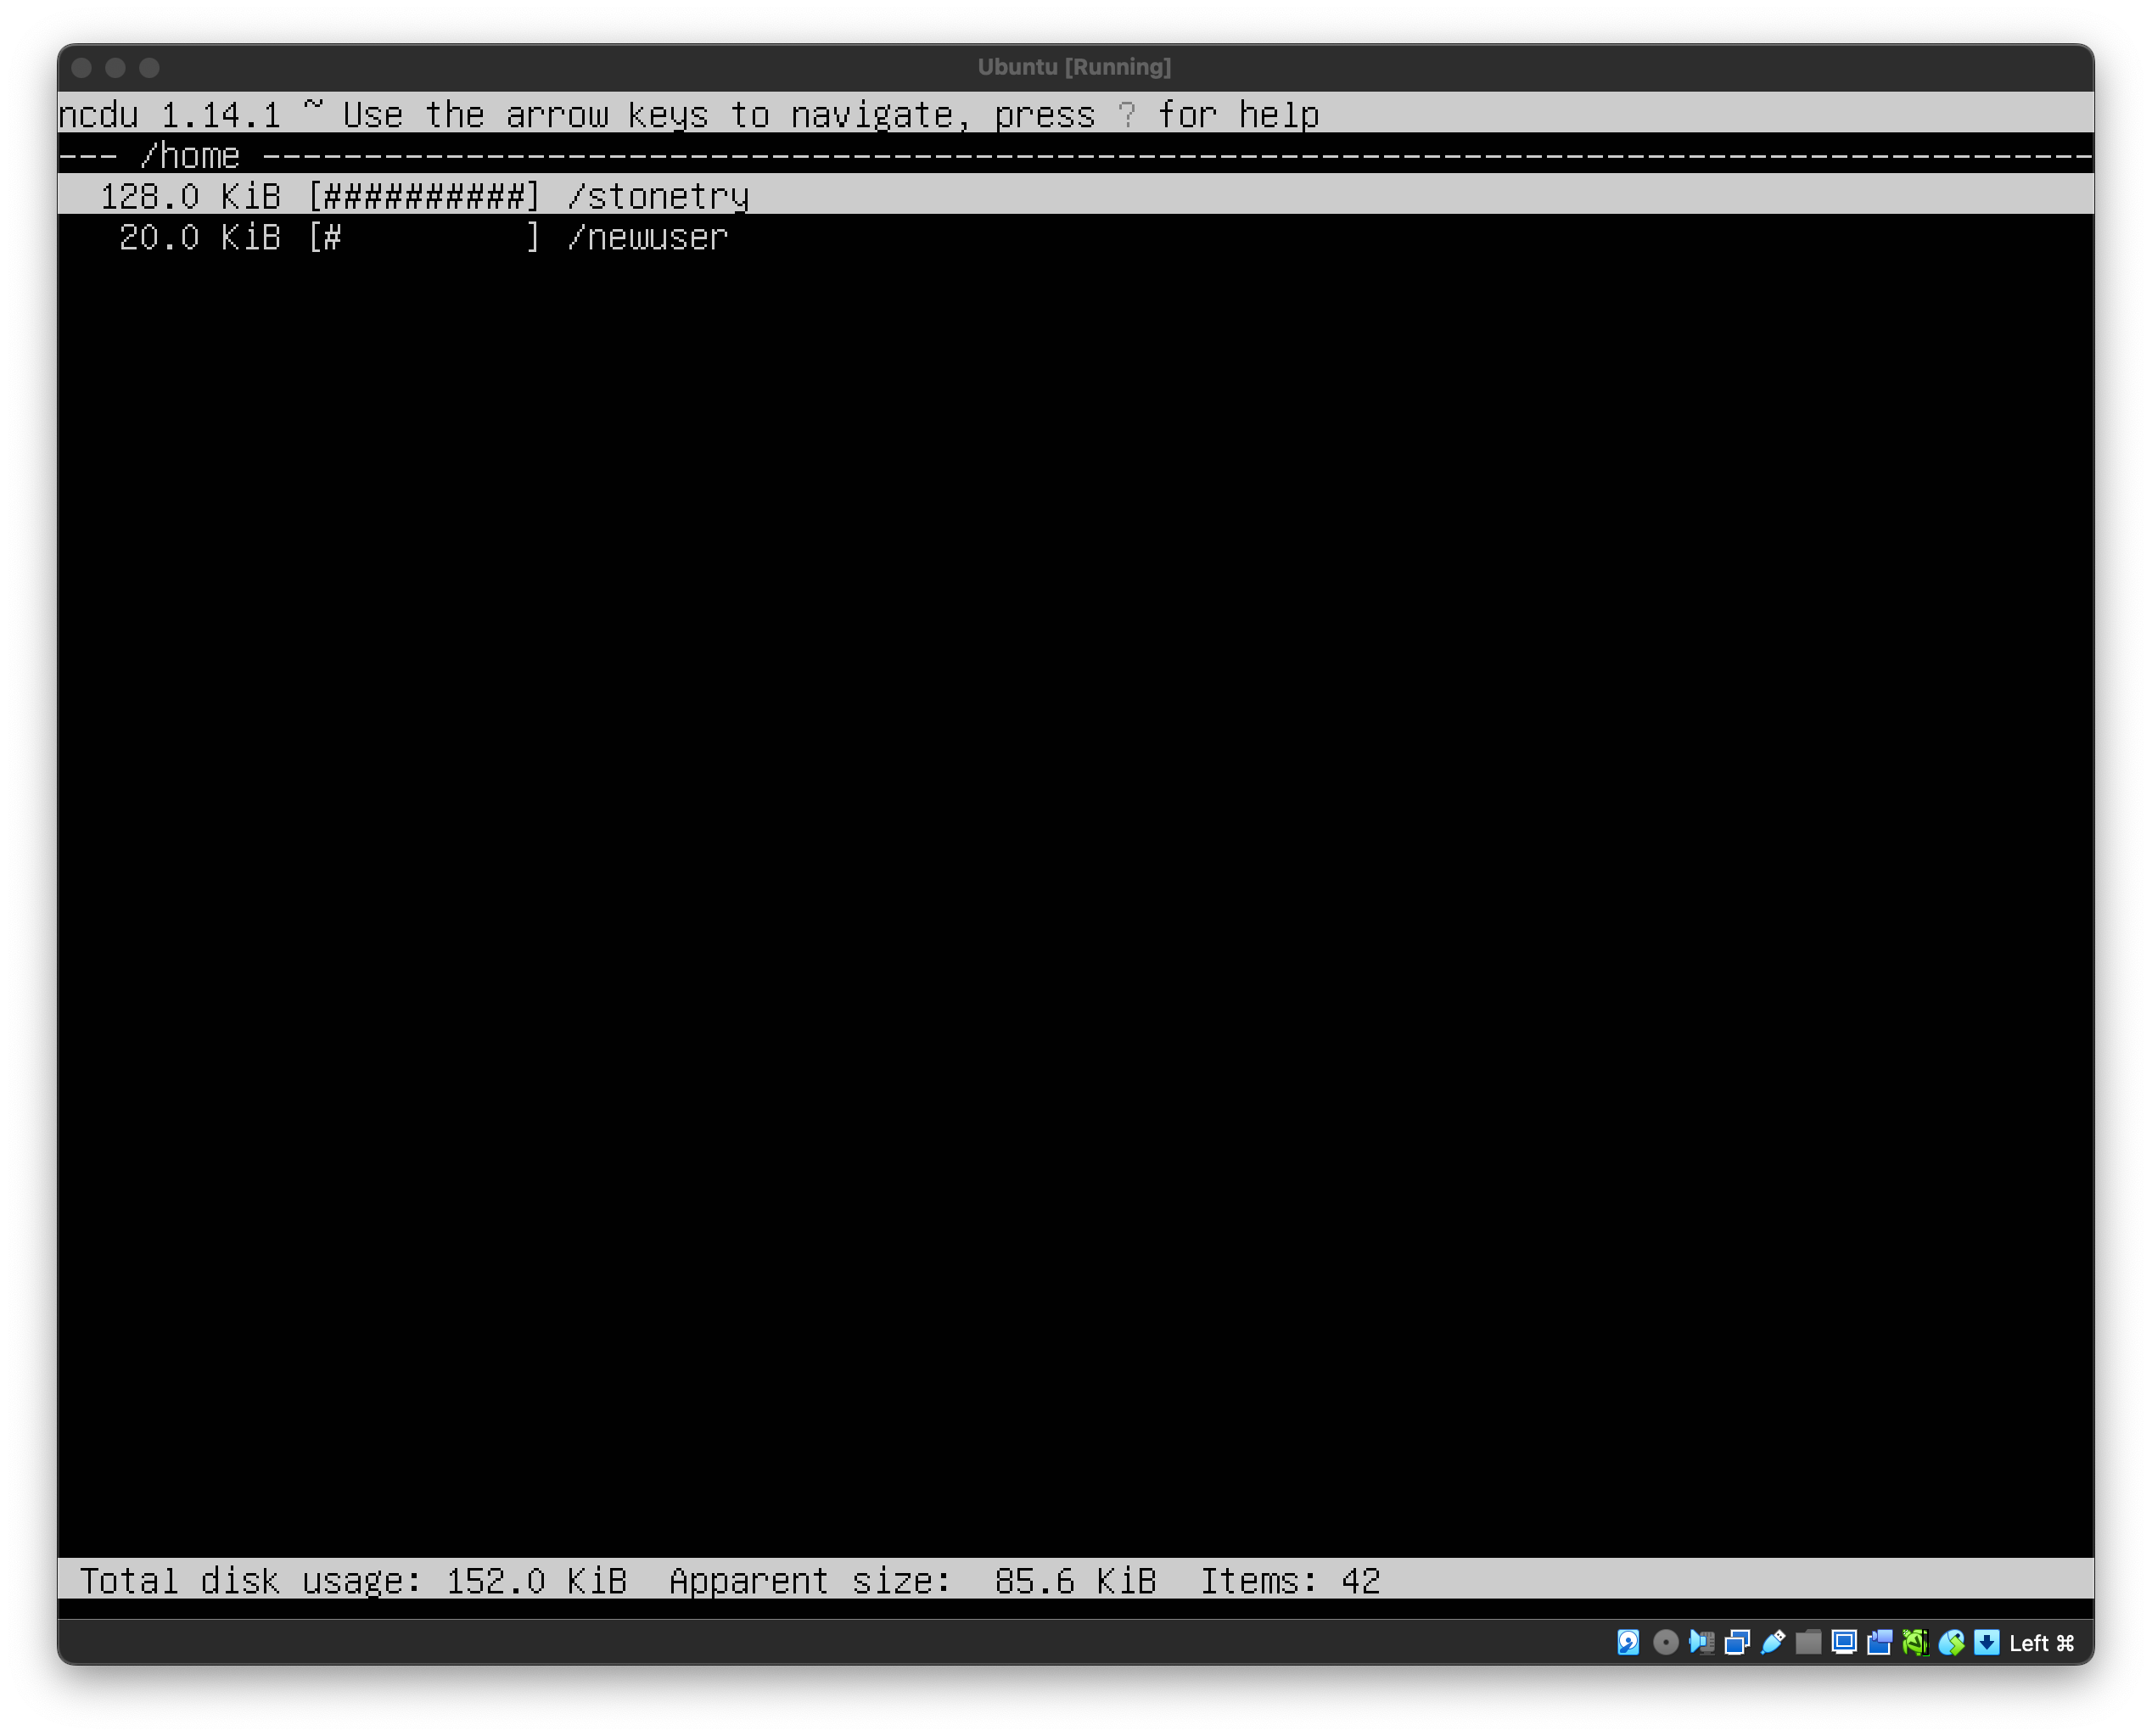 Ubuntu [Running]
ncdu 1.14.1 ~ Use the arrow keys to navigate, press ? for help
--- /home ------------------------------------------------------------------------------------------
  128.0 KiB [##########] /stonetry
   20.0 KiB [#         ] /newuser
 Total disk usage: 152.0 KiB  Apparent size:  85.6 KiB  Items: 42
Left ⌘